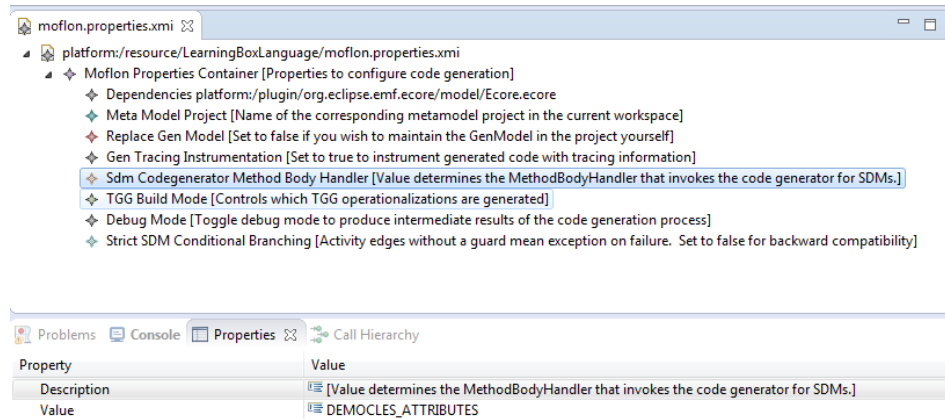 moflon.properties.xmi
platform:/resource/LearningBoxLanguage/moflon.properties.xmi
Moflon Properties Container [Properties to configure code generation]
Dependencies platform:/plugin/org.eclipse.emf.ecore/model/Ecore.ecore
Meta Model Project [Name of the corresponding metamodel project in the current workspace]
Replace Gen Model [Set to false if you wish to maintain the GenModel in the project yourself]
Gen Tracing Instrumentation [Set to true to instrument generated code with tracing information]
Sdm Codegenerator Method Body Handler [Value determines the MethodBodyHandler that invokes the code generator for SDMs.]
TGG Build Mode [Controls which TGG operationalizations are generated]
Debug Mode [Toggle debug mode to produce intermediate results of the code generation process]
Strict SDM Conditional Branching [Activity edges without a guard mean exception on failure.  Set to false for backward compatibility]
Problems Console Properties Call Hierarchy
Property Value
Description [Value determines the MethodBodyHandler that invokes the code generator for SDMs.]
Value DEMOCLES_ATTRIBUTES